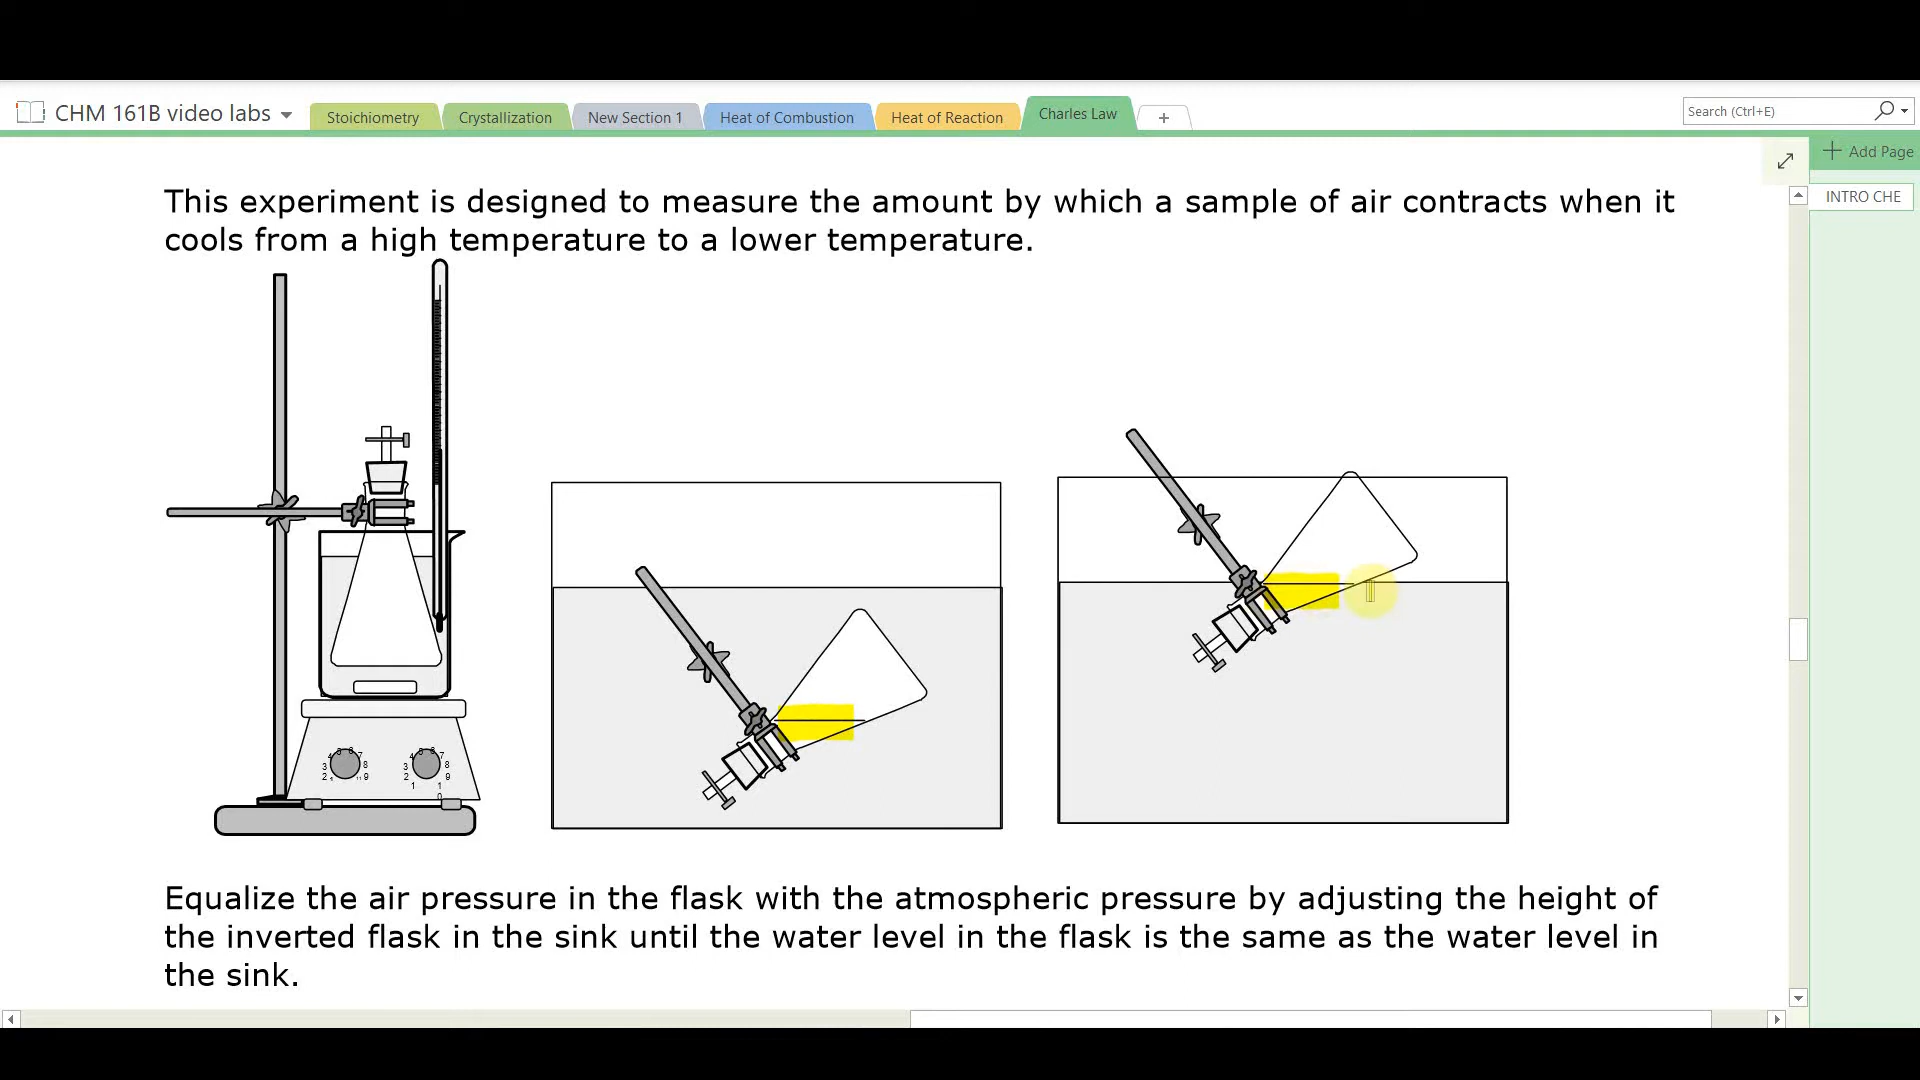 CHM 161B video labs
Stoichiometry
Crystallization
New Section 1
Heat of Combustion
Heat of Reaction
Charles Law
+
Search (Ctrl+E)
Add Page
INTRO CHE
This experiment is designed to measure the amount by which a sample of air contracts when it
cools from a high temperature to a lower temperature.
Equalize the air pressure in the flask with the atmospheric pressure by adjusting the height of
the inverted flask in the sink until the water level in the flask is the same as the water level in
the sink.